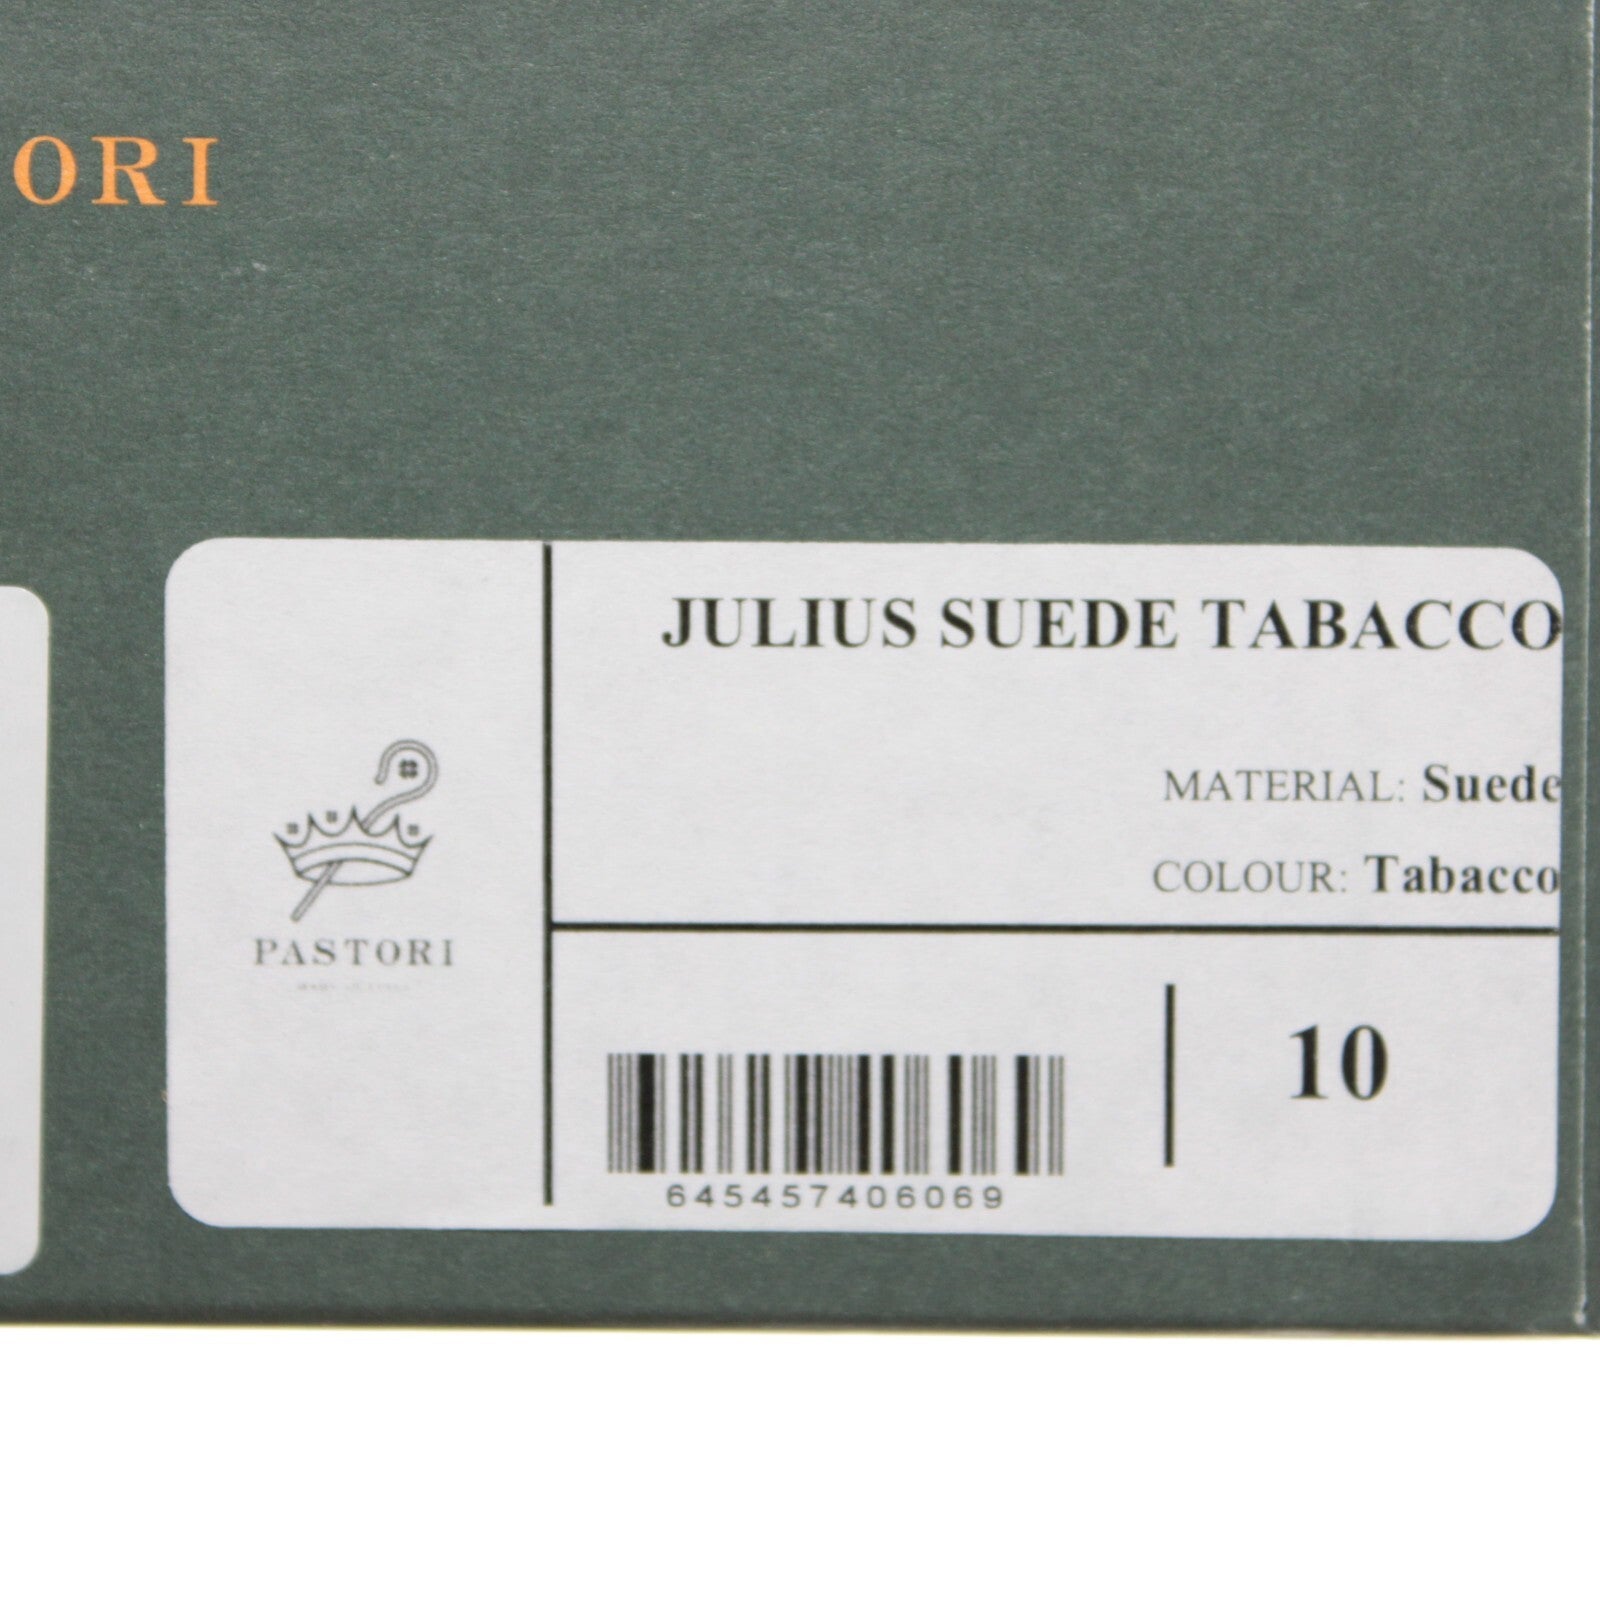 ORI
JULIUS SUEDE TABACCO
MATERIAL: Suede
COLOUR: Tabacco
PASTORI
10
645457406069